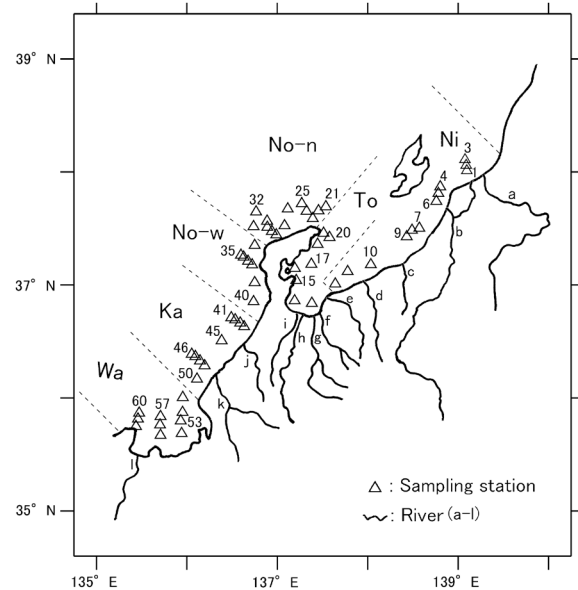 39° N
No-n
Ni
3
1
25
21
4
a
32
To
6
7
20
b
No-w
9
35
17
10
37° N
15
c
40
e
d
Ka
41
i
f
h
g
45
j
46
Wa
50
k
60
57
53
l
△ : Sampling station
: River (a-l)
35° N
135° E
137° E
139° E